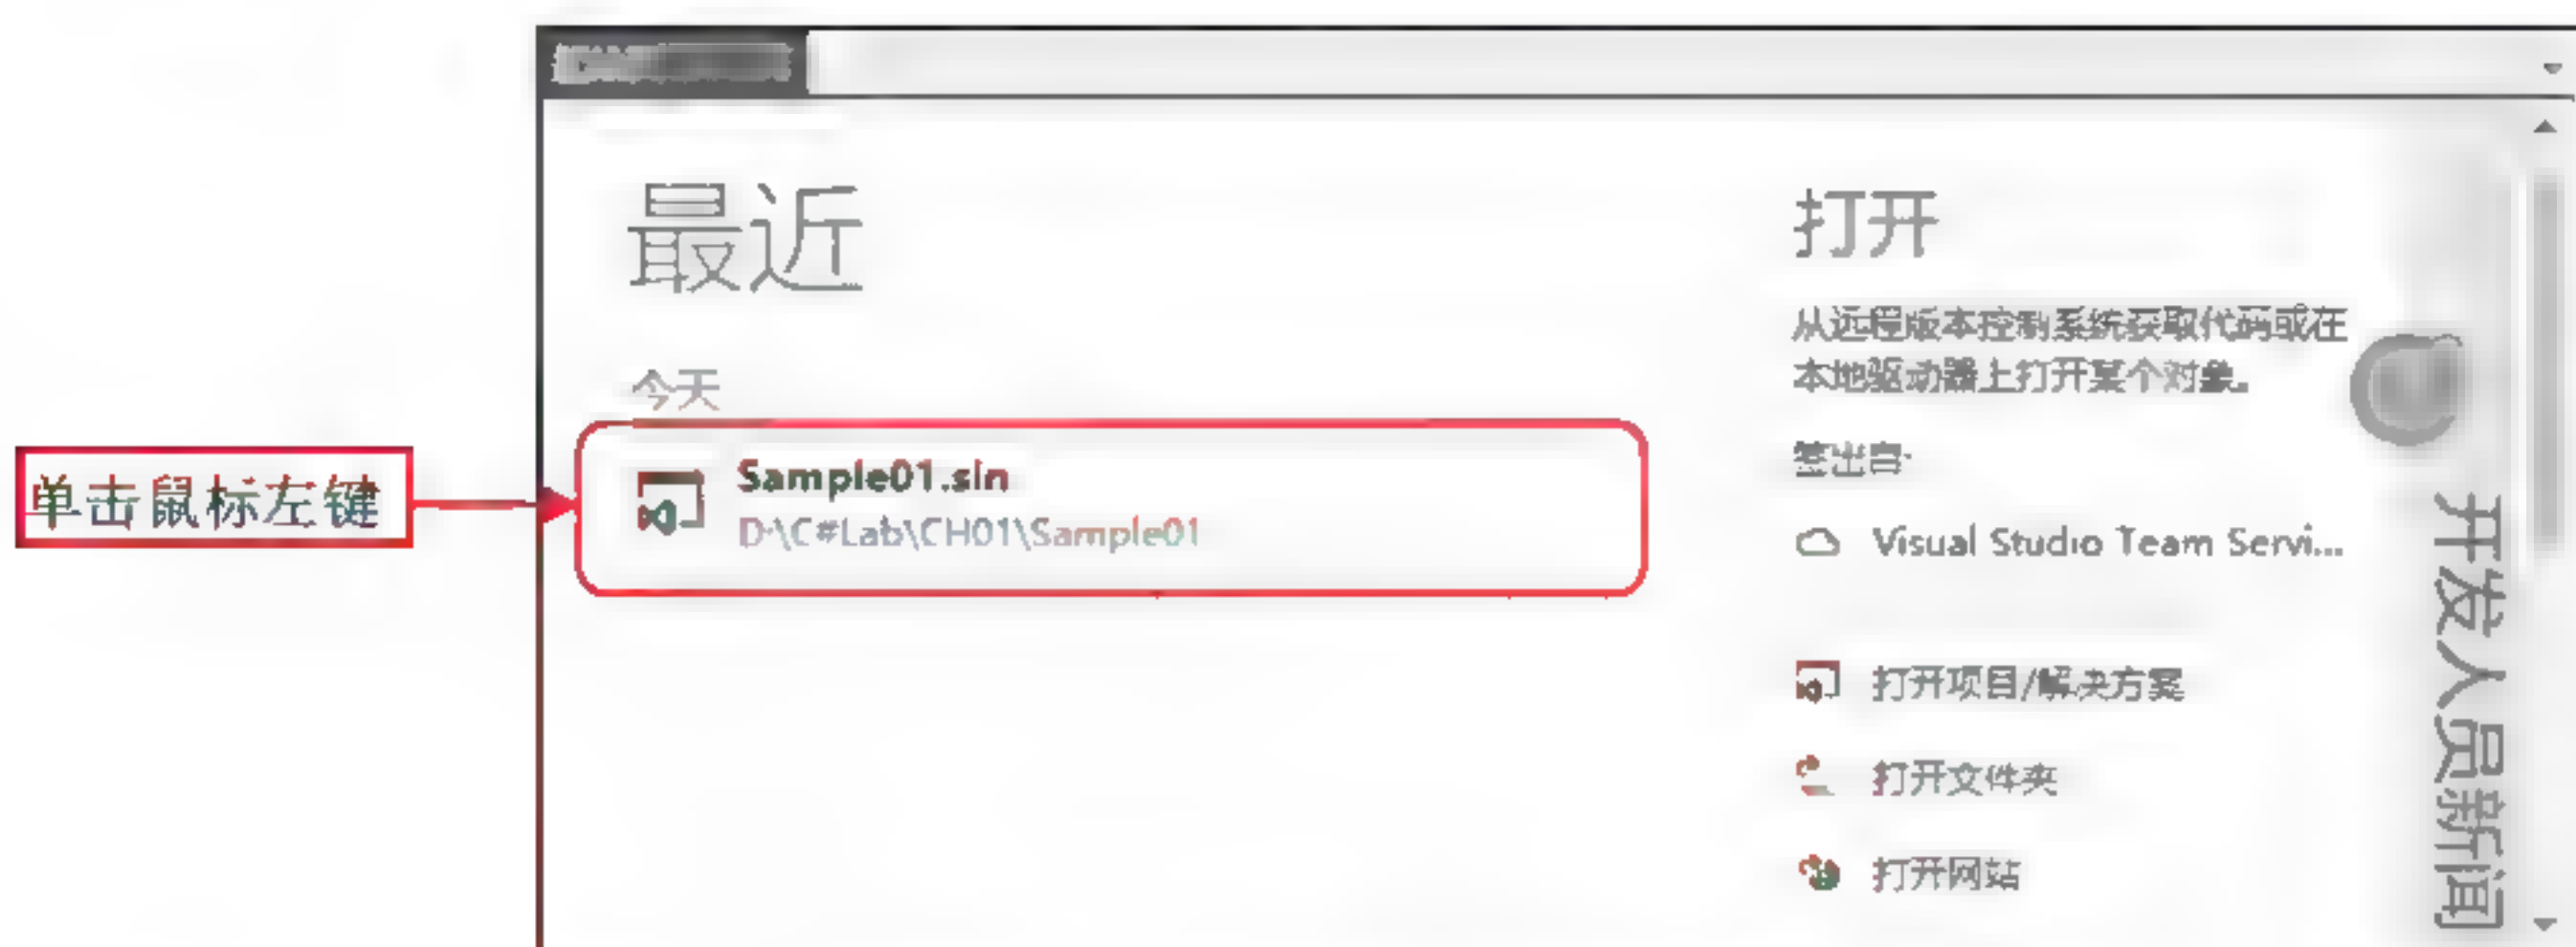 最近
今天
单击鼠标左键
Sample01.sln
D:\C#Lab\CH01\Sample01
打开
从远程版本控制系统获取代码或在
本地驱动器上打开某个对象。
签出自:
Visual Studio Team Servi...
打开项目/解决方案
打开文件夹
打开网站
开发人员新闻